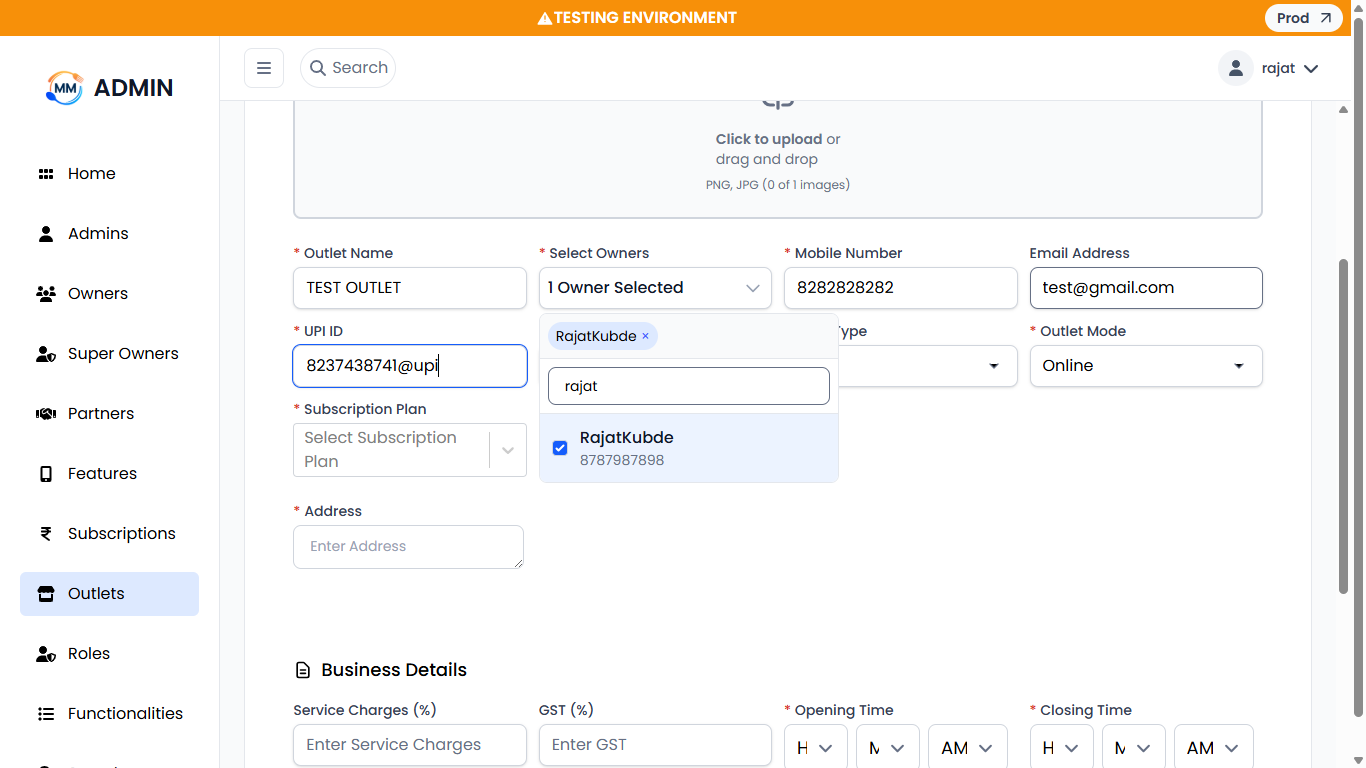 TESTING ENVIRONMENT
Prod
MM ADMIN
Search
rajat
Home
Admins
Owners
Super Owners
Partners
Features
Subscriptions
Outlets
Roles
Functionalities
Click to upload or
drag and drop
PNG, JPG (0 of 1 images)
* Outlet Name
TEST OUTLET
* Select Owners
1 Owner Selected
* Mobile Number
8282828282
Email Address
test@gmail.com
* UPI ID
8237438741@upi
RajatKubde ×
rajat
RajatKubde
8787987898
* Outlet Mode
Online
* Subscription Plan
Select Subscription
Plan
* Address
Enter Address
Business Details
Service Charges (%)
Enter Service Charges
GST (%)
Enter GST
* Opening Time
AM
* Closing Time
AM